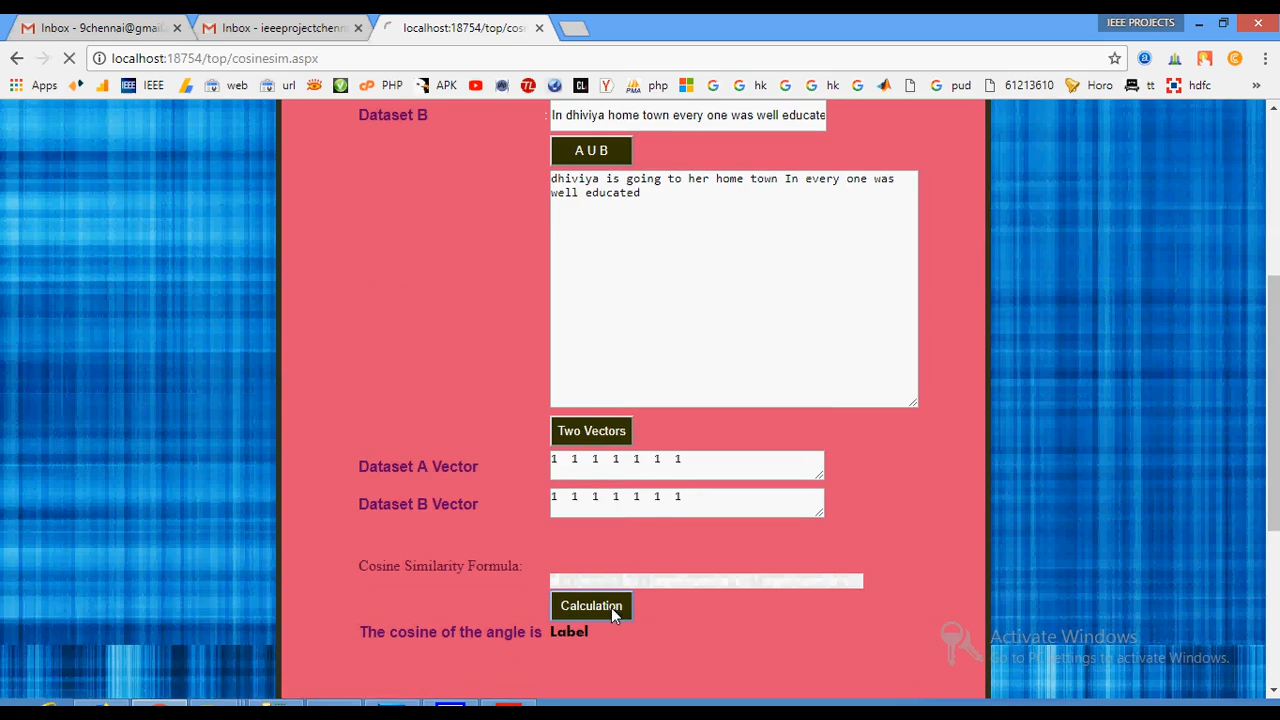 Inbox - 9chennai@gmail
Inbox - ieeeprojectchenn
localhost:18754/top/cos
IEEE PROJECTS
localhost:18754/top/cosinesim.aspx
Apps
IEEE
web
url
PHP
APK
php
hk
hk
hk
pud
61213610
Horo
tt
hdfc
Dataset B
: In dhiviya home town every one was well educate
A U B
dhiviya is going to her home town In every one was
well educated
Two Vectors
Dataset A Vector
1 1 1 1 1 1 1
Dataset B Vector
1 1 1 1 1 1 1
Cosine Similarity Formula:
Calculation
The cosine of the angle is Label
Activate Windows
Go to PC settings to activate Windows.